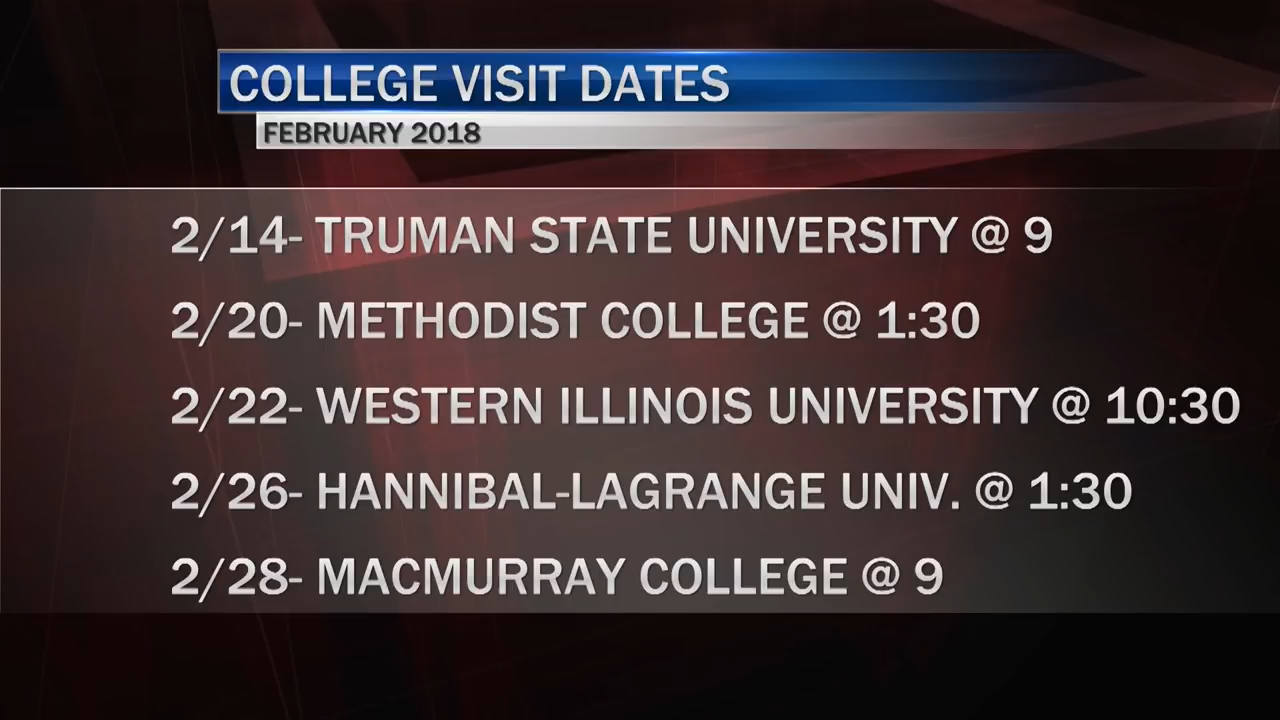 COLLEGE VISIT DATES
FEBRUARY 2018
2/14- TRUMAN STATE UNIVERSITY @ 9
2/20- METHODIST COLLEGE @ 1:30
2/22- WESTERN ILLINOIS UNIVERSITY @ 10:30
2/26- HANNIBAL-LAGRANGE UNIV. @ 1:30
2/28- MACMURRAY COLLEGE @ 9